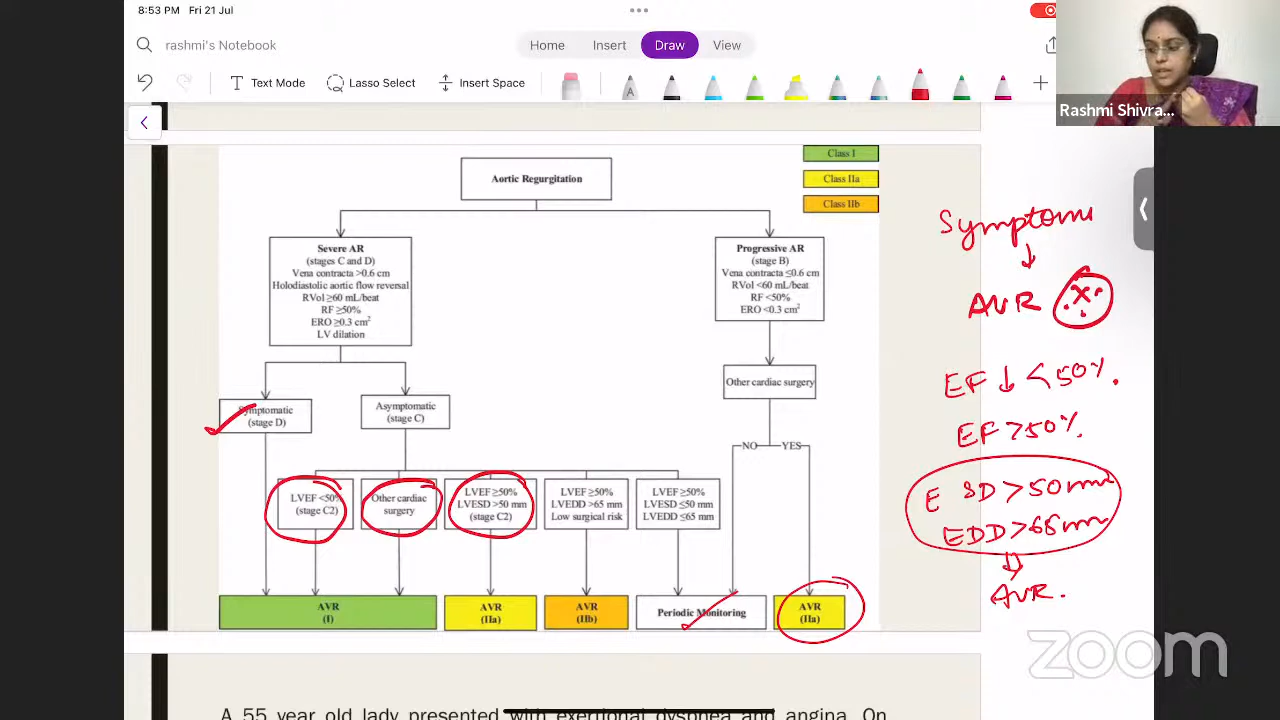 8:53 PM Fri 21 Jul
rashmi's Notebook
Home Insert Draw View
Text Mode Lasso Select Insert Space
A
Rashmi Shivra...
Class I
Class IIa
Class IIb
Aortic Regurgitation
Severe AR
(stages C and D)
Vena contracta >0.6 cm
Holodiastolic aortic flow reversal
RVol ≥60 mL/beat
RF ≥50%
ERO ≥0.3 cm²
LV dilation
Progressive AR
(stage B)
Vena contracta ≤0.6 cm
RVol <60 mL/beat
RF <50%
ERO <0.3 cm²
Symptomatic
(stage D)
Asymptomatic
(stage C)
Other cardiac surgery
NO YES
LVEF <50%
(stage C2)
Other cardiac
surgery
LVEF ≥50%
LVESD >50 mm
(stage C2)
LVEF ≥50%
LVEDD >65 mm
Low surgical risk
LVEF ≥50%
LVESD ≤50 mm
LVEDD ≤65 mm
AVR
(I)
AVR
(IIa)
AVR
(IIb)
Periodic Monitoring
AVR
(IIa)
Symptoms
↓
AVR
EF ↓ <50%.
EF >50%.
E SD >50mm
EDD >65mm
⇓
AVR.
zoom
A 55 year old lady presented with exertional dyspnea and angina. On